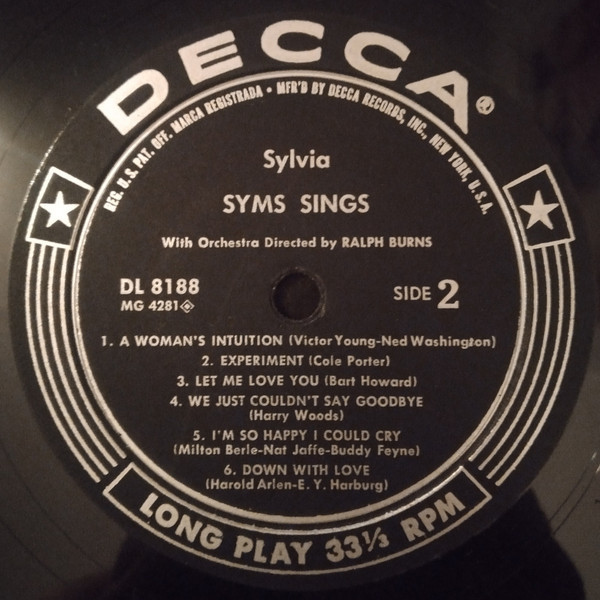 DECCA®
REG. U.S. PAT. OFF. MARCA REGISTRADA • MFR'D BY DECCA RECORDS, INC., NEW YORK, U.S.A.
Sylvia
SYMS SINGS
With Orchestra Directed by RALPH BURNS
DL 8188
MG 4281
SIDE 2
1. A WOMAN'S INTUITION (Victor Young-Ned Washington)
2. EXPERIMENT (Cole Porter)
3. LET ME LOVE YOU (Bart Howard)
4. WE JUST COULDN'T SAY GOODBYE
(Harry Woods)
5. I'M SO HAPPY I COULD CRY
(Milton Berle-Nat Jaffe-Buddy Feyne)
6. DOWN WITH LOVE
(Harold Arlen-E. Y. Harburg)
LONG PLAY 33⅓ RPM